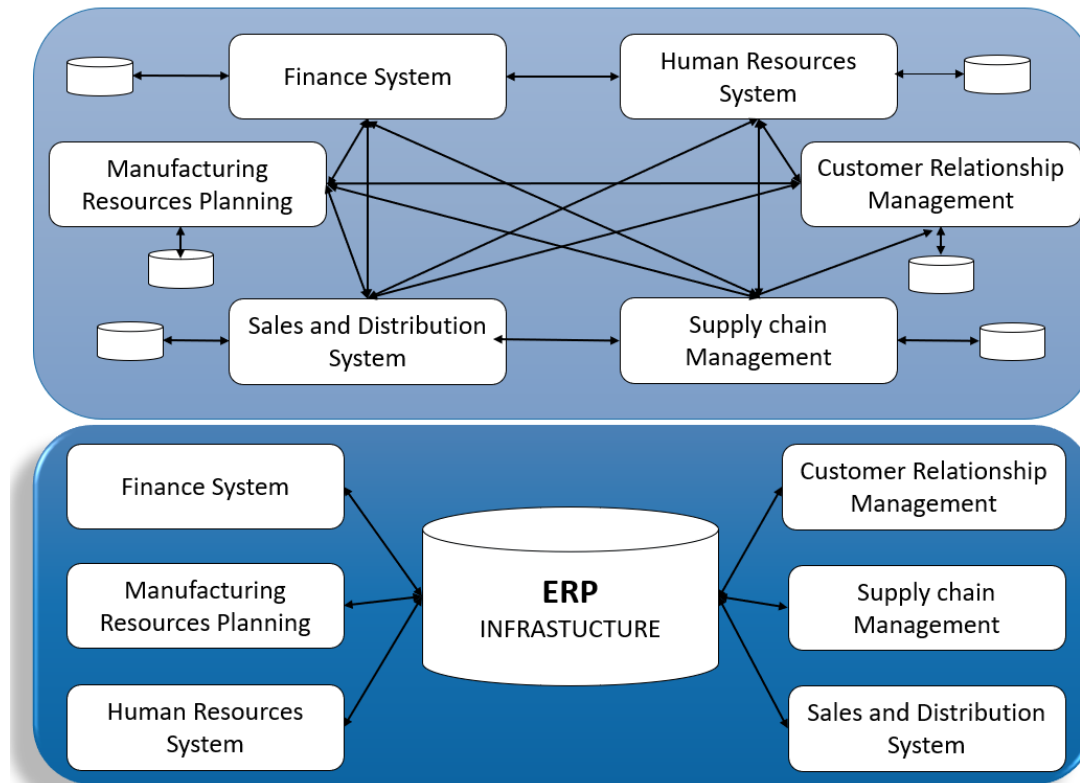 Finance System
Human Resources
System
Manufacturing
Resources Planning
Customer Relationship
Management
Sales and Distribution
System
Supply chain
Management
Finance System
Customer Relationship
Management
Manufacturing
Resources Planning
ERP
INFRASTUCTURE
Supply chain
Management
Human Resources
System
Sales and Distribution
System